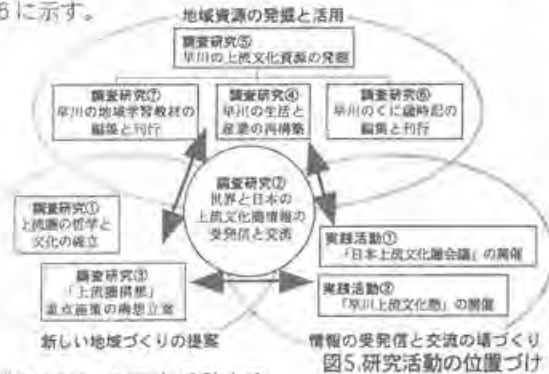 に示す。
地域資源の発掘と活用
調査研究⑤
早川の上流文化資源の発掘
調査研究⑦
早川の地域学習教材の
編築と刊行
調査研究④
早川の生活と
産業の再構築
調査研究⑥
早川のくに歳時記の
編集と刊行
調査研究②
世界と日本の
上流文化圏情報の
受発信と交流
調査研究①
上流圏の哲学と
文化の確立
調査研究③
「上流圏構想」
重点施策の構想立案
実践活動①
「日本上流文化圏会議」の開催
実践活動②
「早川上流文化塾」の開催
新しい地域づくりの提案
情報の受発信と交流の場づくり
図5.研究活動の位置づけ